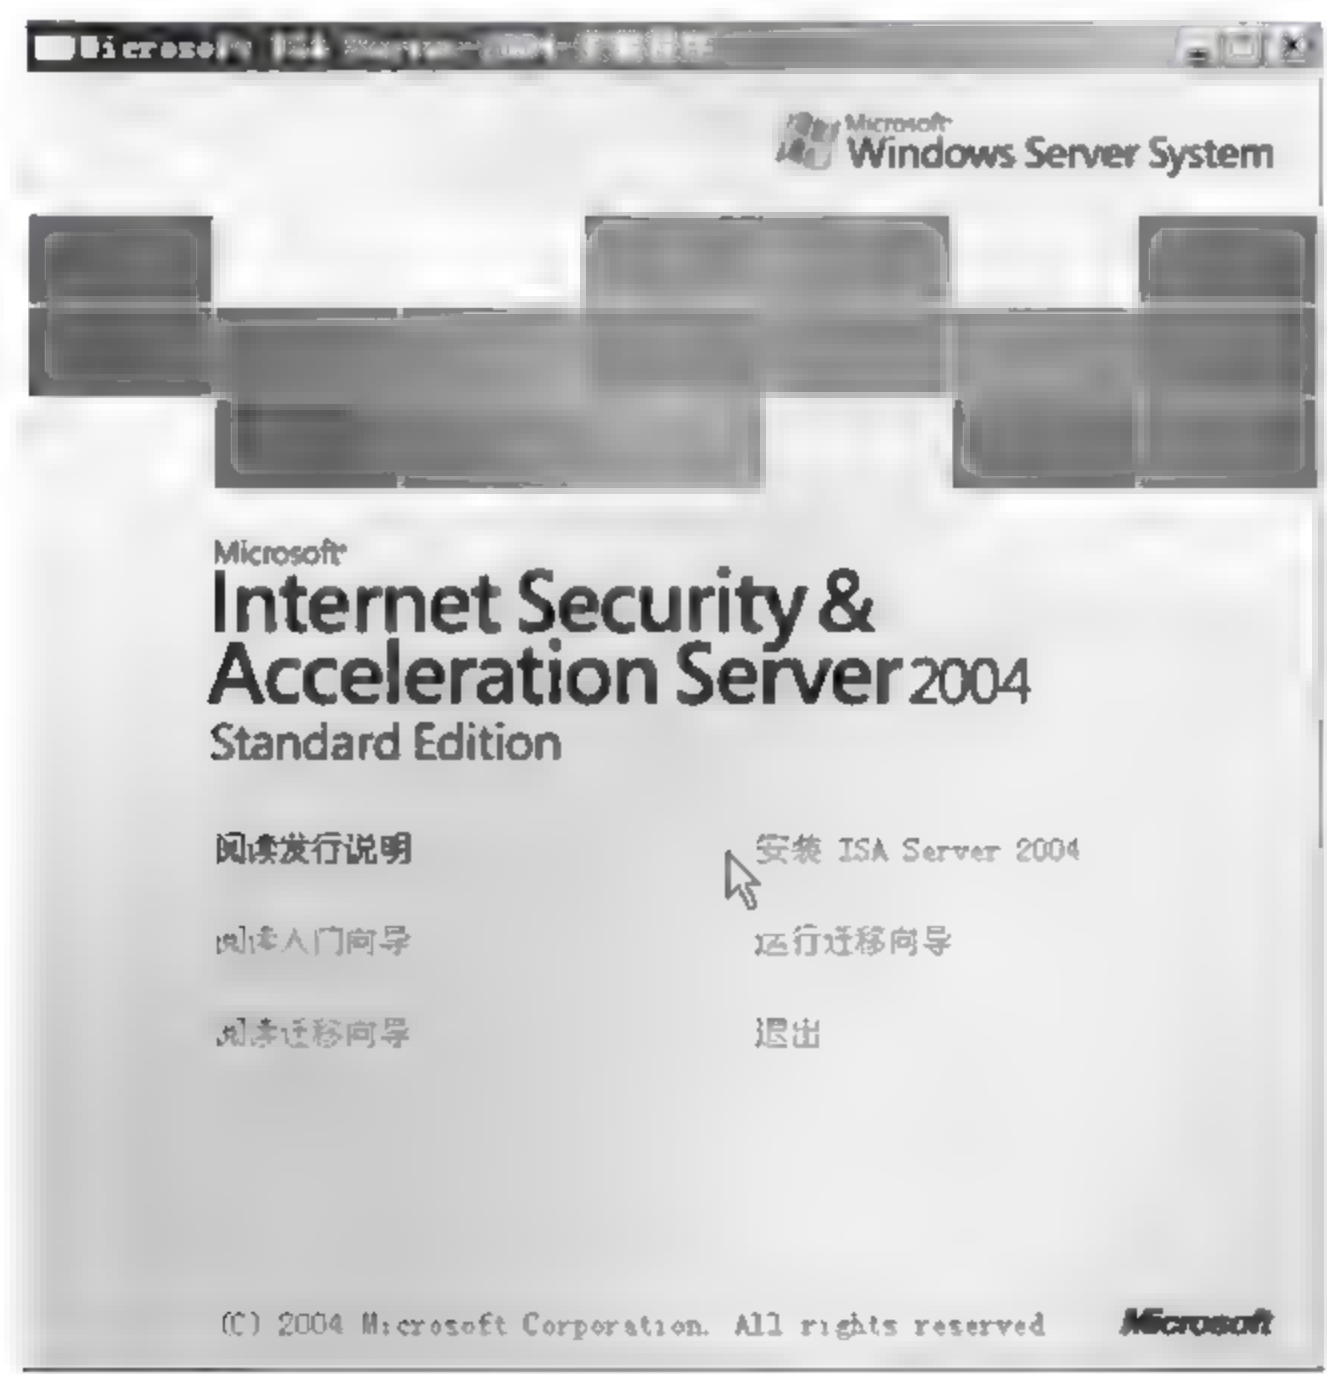 Microsoft ISA
Microsoft
Windows Server System
Microsoft
Internet Security &
Acceleration Server 2004
Standard Edition
阅读发行说明
安装 ISA Server 2004
阅读入门向导
运行迁移向导
阅读迁移向导
退出
(C) 2004 Microsoft Corporation. All rights reserved
Microsoft